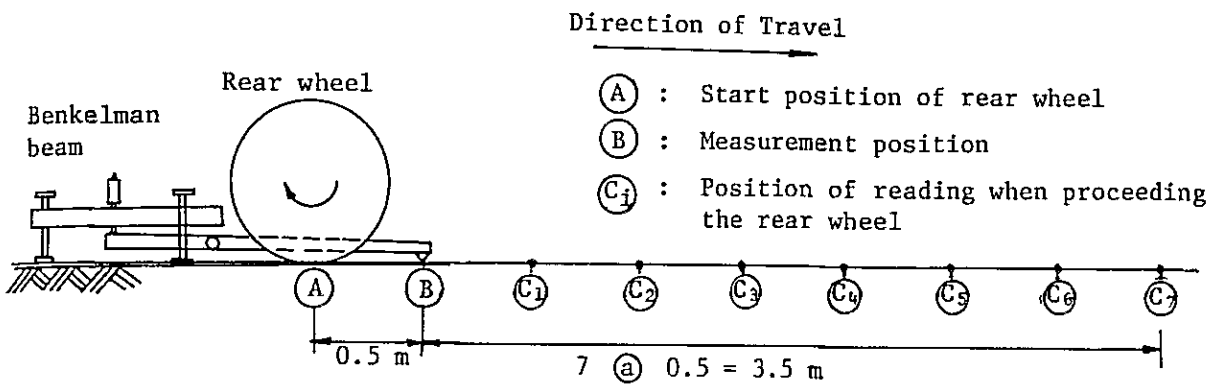 Direction of Travel
Rear wheel
Benkelman
beam
A : Start position of rear wheel
B : Measurement position
Ci : Position of reading when proceeding
the rear wheel
A B C1 C2 C3 C4 C5 C6 C7
0.5 m
7 @ 0.5 = 3.5 m